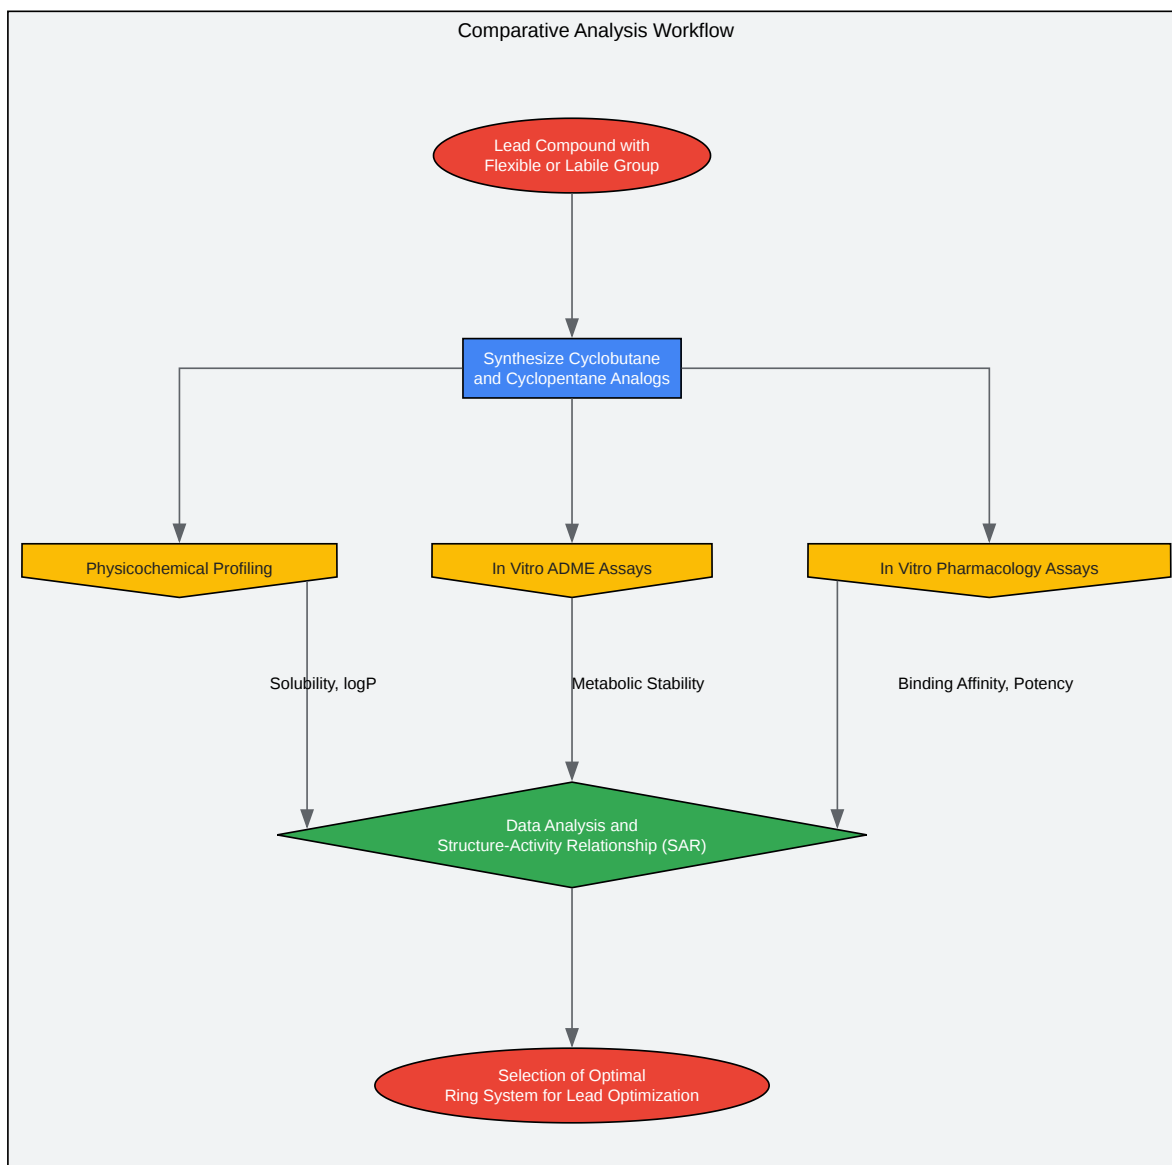 Comparative Analysis Workflow
Lead Compound with
Flexible or Labile Group
Synthesize Cyclobutane
and Cyclopentane Analogs
Physicochemical Profiling
In Vitro ADME Assays
In Vitro Pharmacology Assays
Solubility, logP
Metabolic Stability
Binding Affinity, Potency
Data Analysis and
Structure-Activity Relationship (SAR)
Selection of Optimal
Ring System for Lead Optimization